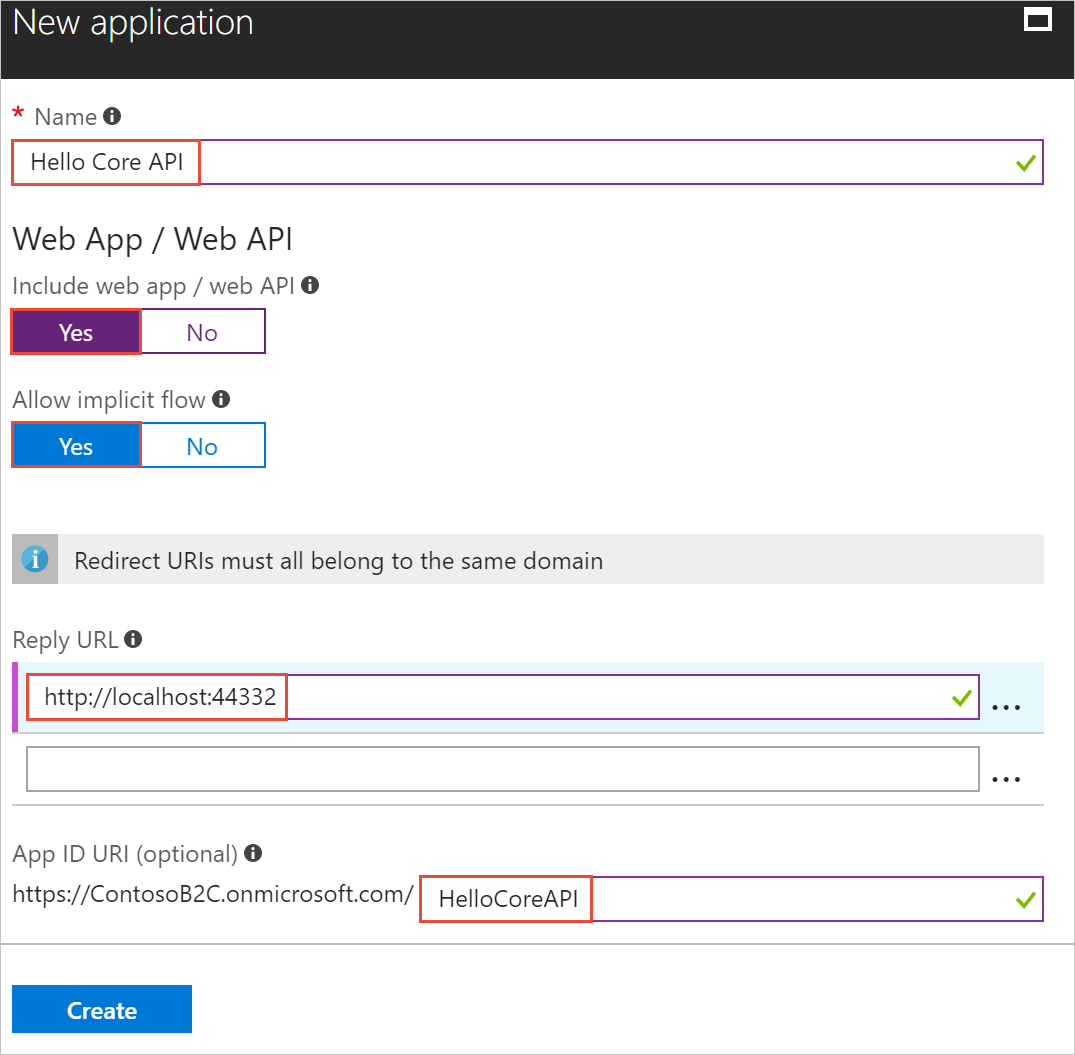 New application
* Name
Hello Core API
Web App / Web API
Include web app / web API
Yes No
Allow implicit flow
Yes No
Redirect URIs must all belong to the same domain
Reply URL
http://localhost:44332
...
...
App ID URI (optional)
https://ContosoB2C.onmicrosoft.com/ HelloCoreAPI
Create